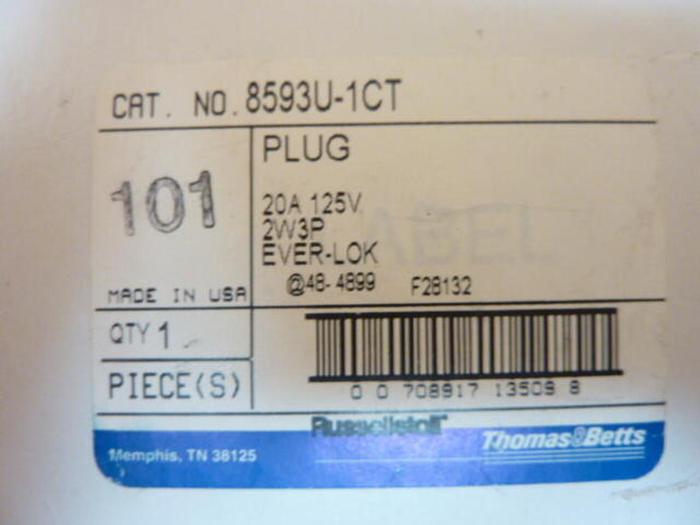 CAT. NO. 8593U-1CT
PLUG
101
20A 125V
2W3P
EVER-LOK
@48-4899 F28132
MADE IN USA
QTY 1
PIECE(S)
0 0 708917 13509 8
Russellstoll
Memphis, TN 38125
Thomas&Betts